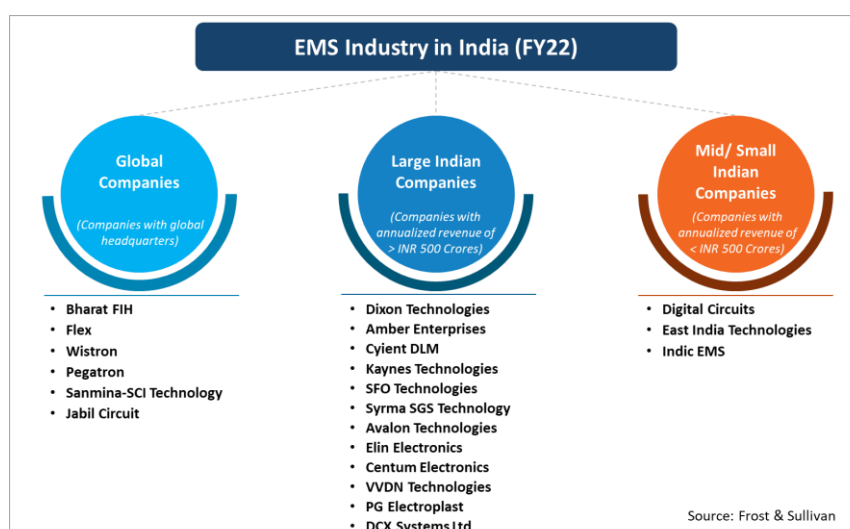 EMS Industry in India (FY22)
Global
Companies
(Companies with global
headquarters)
• Bharat FIH
• Flex
• Wistron
• Pegatron
• Sanmina-SCI Technology
• Jabil Circuit
Large Indian
Companies
(Companies with
annualized revenue of
> INR 500 Crores)
• Dixon Technologies
• Amber Enterprises
• Cyient DLM
• Kaynes Technologies
• SFO Technologies
• Syrma SGS Technology
• Avalon Technologies
• Elin Electronics
• Centum Electronics
• VVDN Technologies
• PG Electroplast
• DCX Systems Ltd
Mid/ Small
Indian
Companies
(Companies with
annualized revenue of
< INR 500 Crores)
• Digital Circuits
• East India Technologies
• Indic EMS
Source: Frost & Sullivan